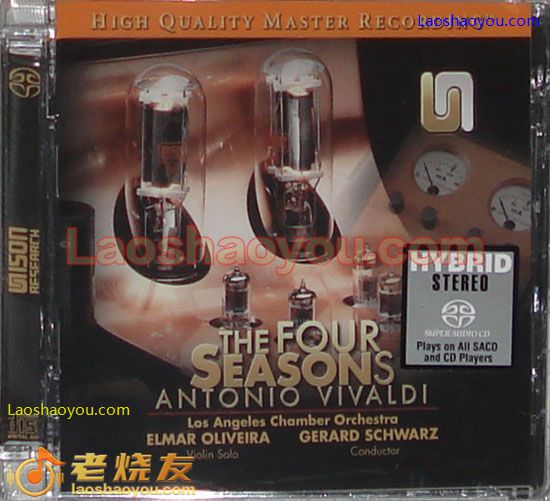 HIGH QUALITY MASTER RECORDING
Laoshaoyou.com
UNISON
RESEARCH
Laoshaoyou.com
HYBRID
STEREO
SUPER AUDIO CD
Plays on All SACD
and CD Players
THE FOUR
SEASONS
ANTONIO VIVALDI
Los Angeles Chamber Orchestra
ELMAR OLIVEIRA GERARD SCHWARZ
Violin Solo Conductor
Laoshaoyou.com
老烧友
Laoshaoyou.com